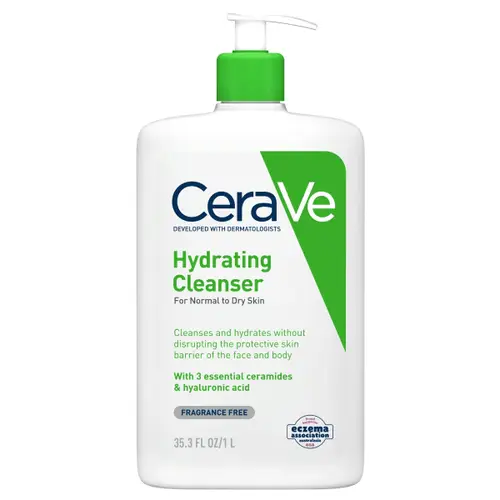 CeraVe
DEVELOPED WITH DERMATOLOGISTS
Hydrating
Cleanser
For Normal to Dry Skin
Cleanses and hydrates without
disrupting the protective skin
barrier of the face and body
With 3 essential ceramides
& hyaluronic acid
FRAGRANCE FREE
eczema
association
australasia
35.3 FL OZ/1 L